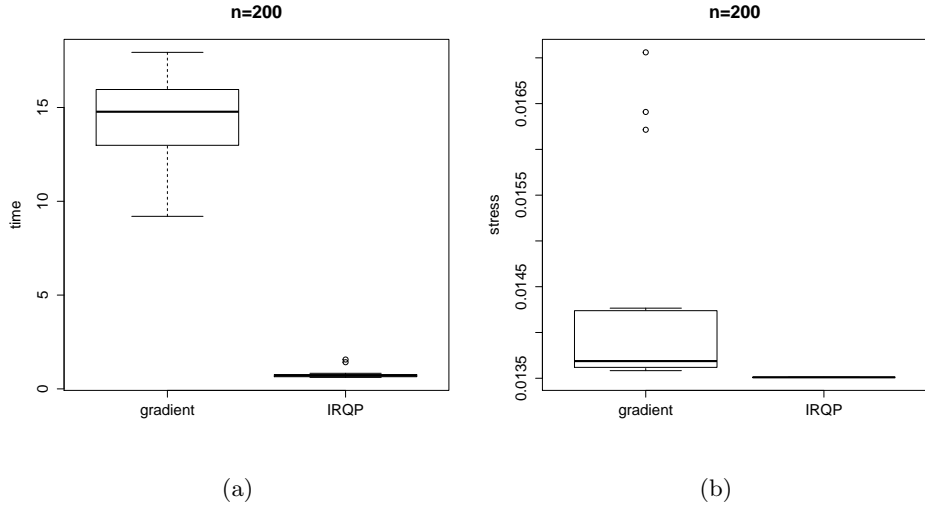 n=200
time
0
5
10
15
gradient
IRQP
(a)
n=200
stress
0.0135
0.0145
0.0155
0.0165
gradient
IRQP
(b)